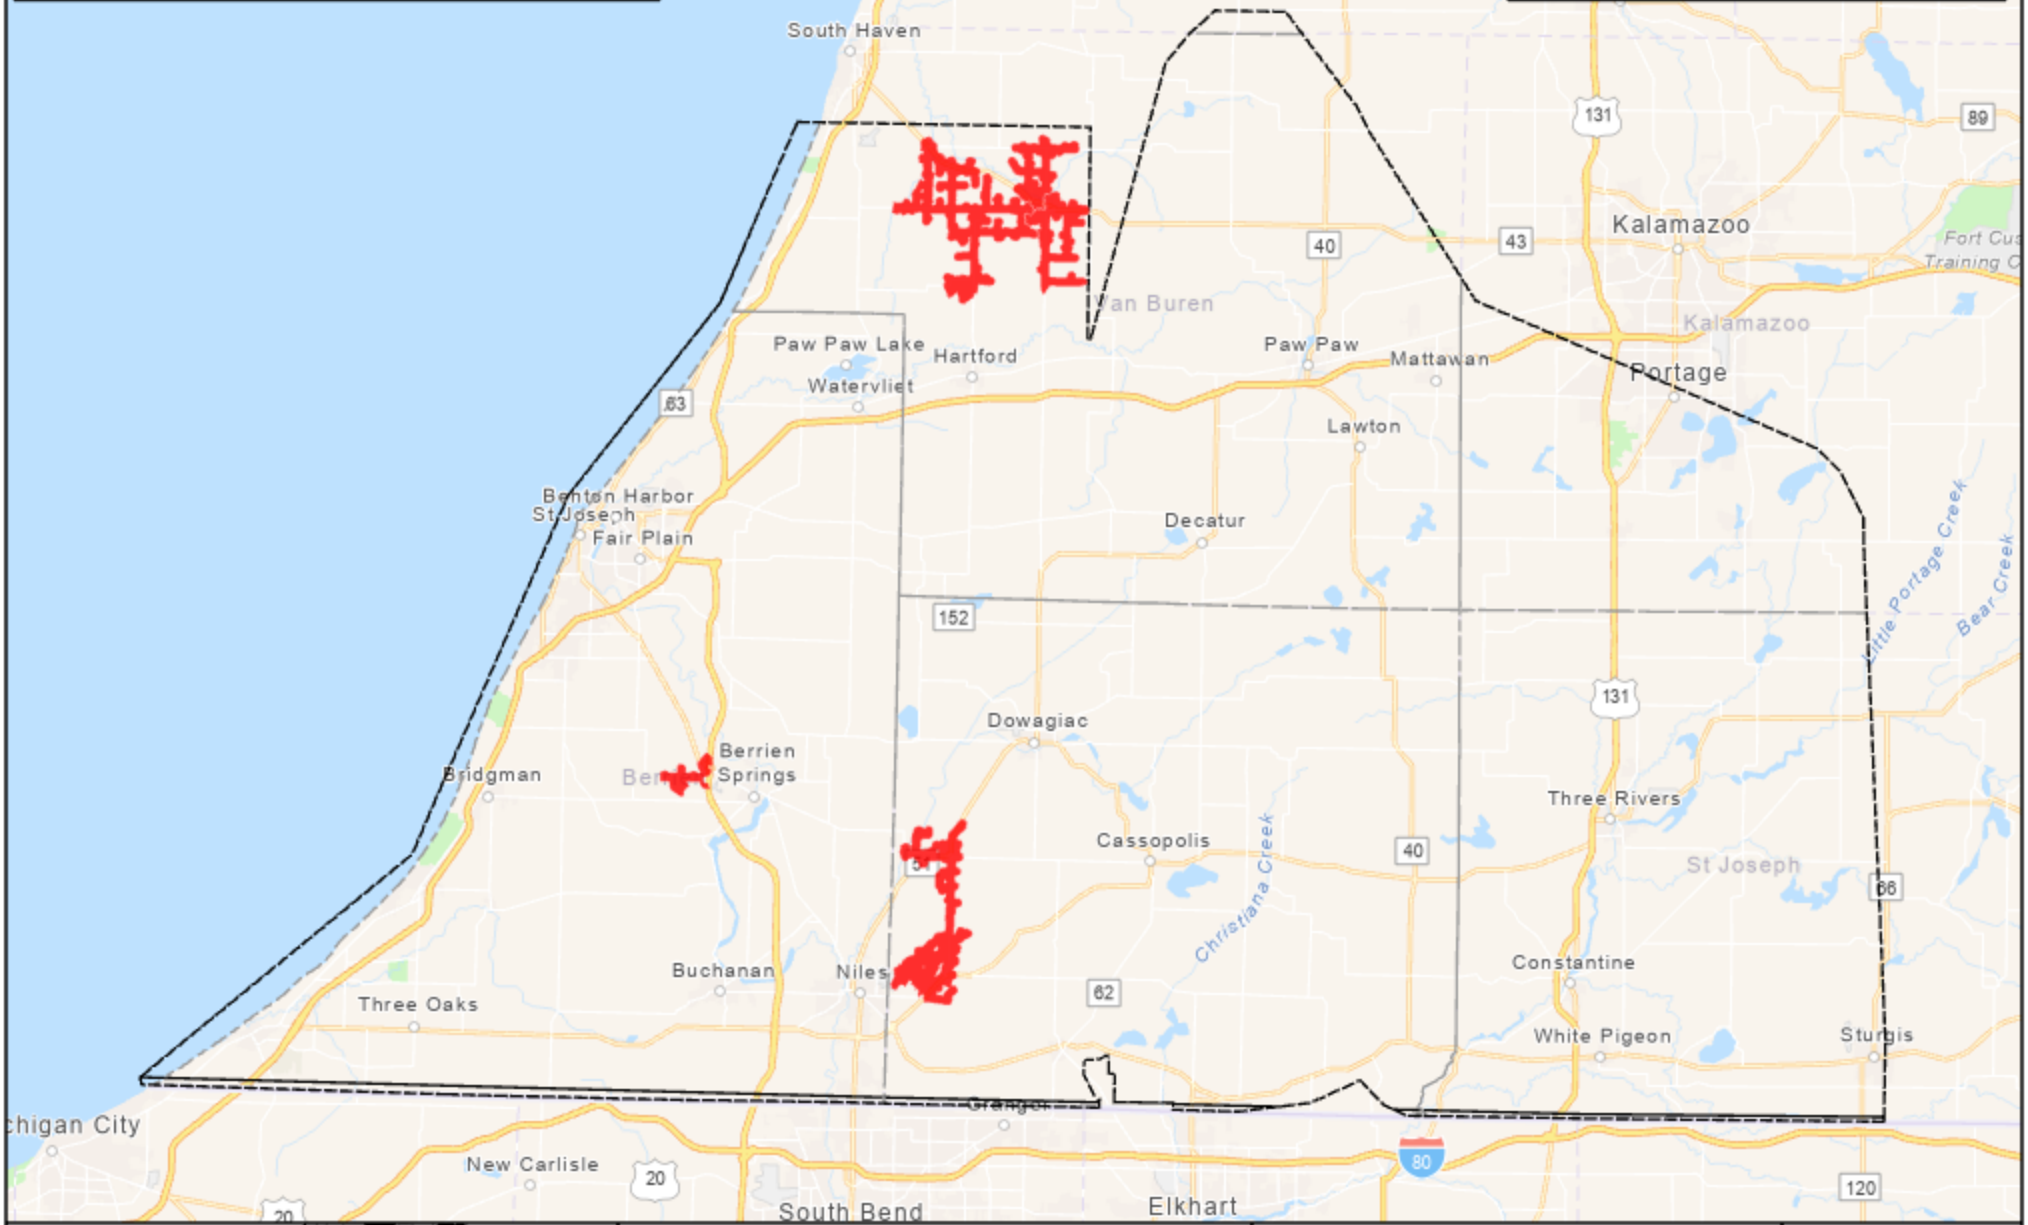 South Haven
131
89
Kalamazoo
40
43
Fort Cus
Training C
Van Buren
Kalamazoo
Paw Paw Lake
Hartford
Paw Paw
Mattawan
Watervliet
Portage
63
Lawton
Benton Harbor
St Joseph
Fair Plain
Decatur
Little Portage Creek
Bear Creek
152
131
Dowagiac
Berrien
Springs
Bridgman
Ber
Three Rivers
Cassopolis
Christiana Creek
40
St Joseph
51
66
Buchanan
Niles
Constantine
62
Three Oaks
White Pigeon
Sturgis
Granger
chigan City
80
New Carlisle
20
120
20
South Bend
Elkhart